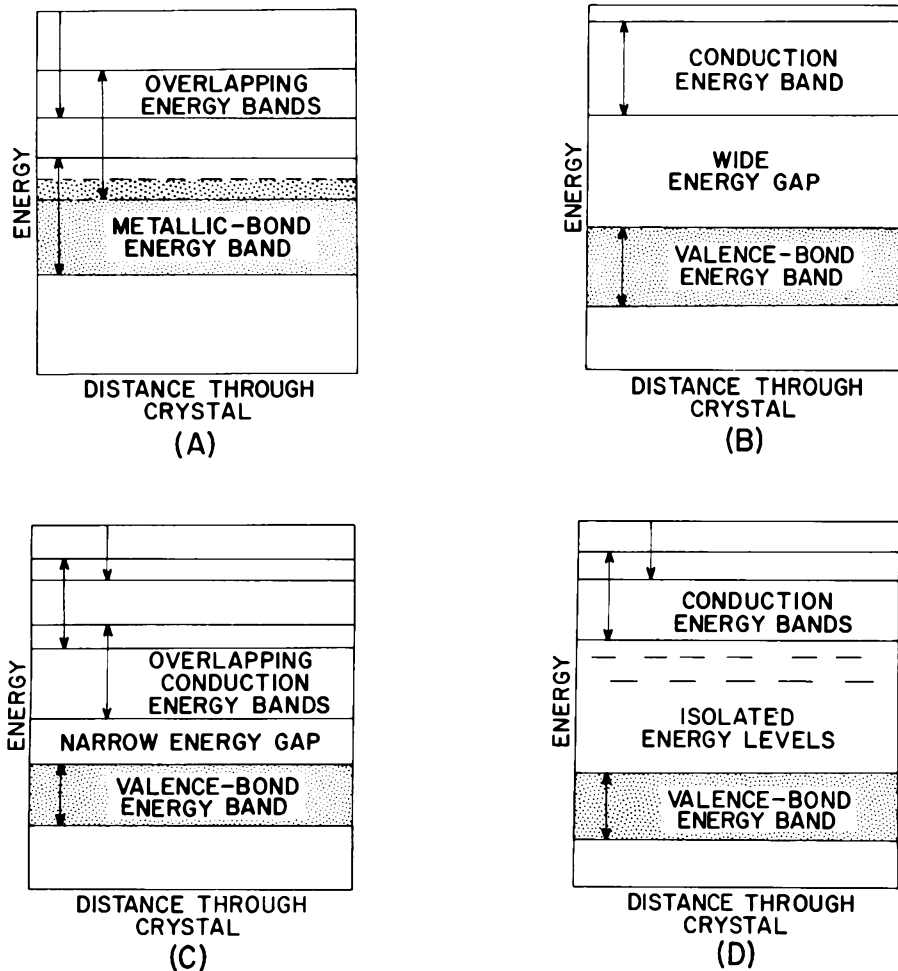 OVERLAPPING
ENERGY BANDS
METALLIC-BOND
ENERGY BAND
ENERGY
DISTANCE THROUGH
CRYSTAL
(A)
CONDUCTION
ENERGY BAND
WIDE
ENERGY GAP
VALENCE-BOND
ENERGY BAND
ENERGY
DISTANCE THROUGH
CRYSTAL
(B)
OVERLAPPING
CONDUCTION
ENERGY BANDS
NARROW ENERGY GAP
VALENCE-BOND
ENERGY BAND
ENERGY
DISTANCE THROUGH
CRYSTAL
(C)
CONDUCTION
ENERGY BANDS
ISOLATED
ENERGY LEVELS
VALENCE-BOND
ENERGY BAND
ENERGY
DISTANCE THROUGH
CRYSTAL
(D)